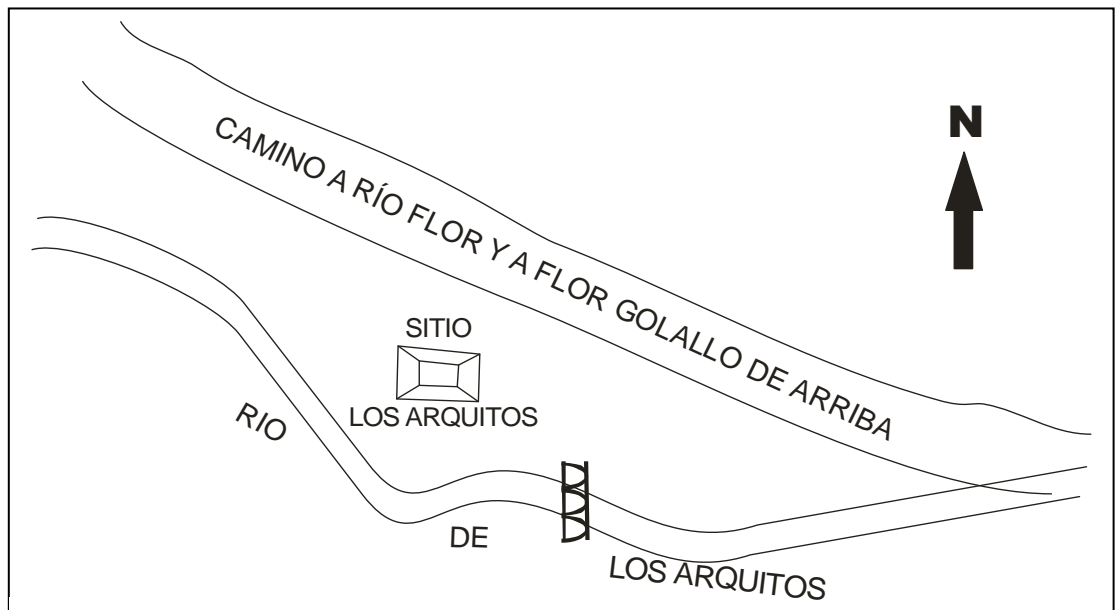 N
CAMINO A RÍO FLOR Y A FLOR GOLALLO DE ARRIBA
SITIO
LOS ARQUITOS
RIO
DE
LOS ARQUITOS